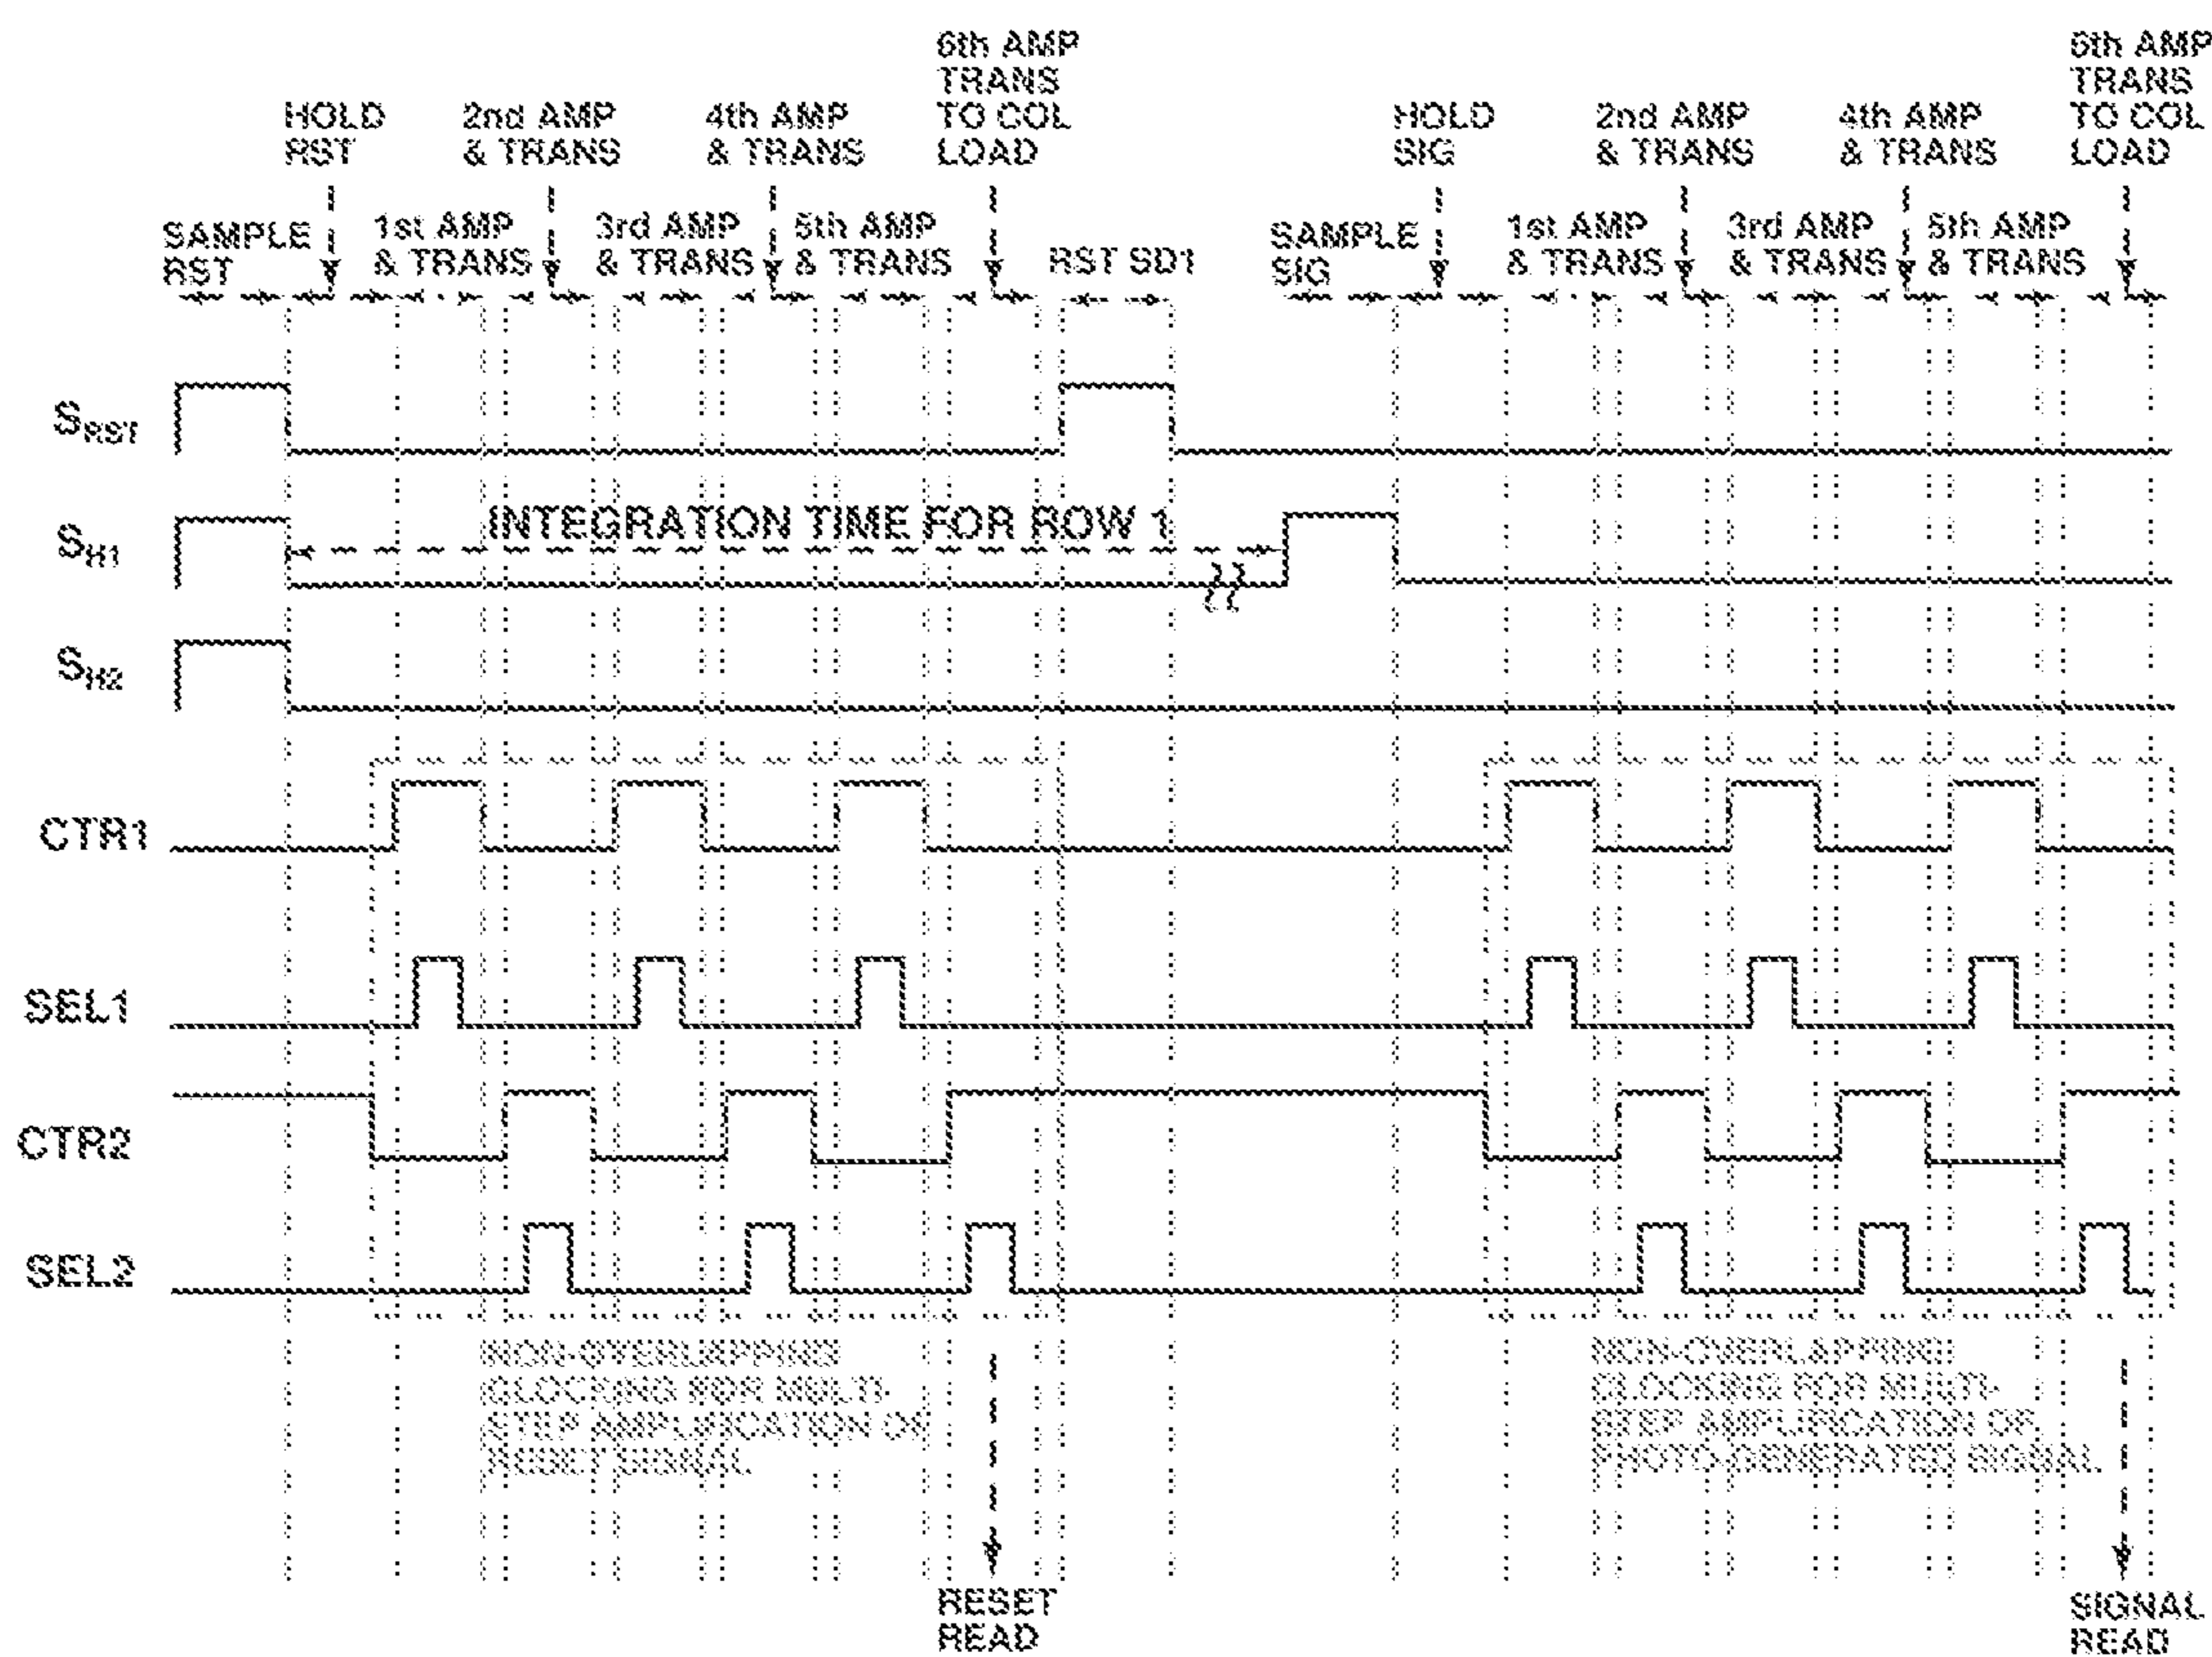 6th AMP
TRANS
TO COL
LOAD
6th AMP
TRANS
TO COL
LOAD
HOLD
RST
2nd AMP
& TRANS
4th AMP
& TRANS
HOLD
SIG
2nd AMP
& TRANS
4th AMP
& TRANS
SAMPLE
RST
1st AMP
& TRANS
3rd AMP
& TRANS
5th AMP
& TRANS
RST SD1
SAMPLE
SIG
1st AMP
& TRANS
3rd AMP
& TRANS
5th AMP
& TRANS
SRST
INTEGRATION TIME FOR ROW 1
SH1
SH2
CTR1
SEL1
CTR2
SEL2
NON-OVERLAPPING
CLOCKING FOR MULTI-
STEP AMPLIFICATION OF
RESET SIGNAL
NON-OVERLAPPING
CLOCKING FOR MULTI-
STEP AMPLIFICATION OF
PHOTO-GENERATED SIGNAL
RESET
READ
SIGNAL
READ